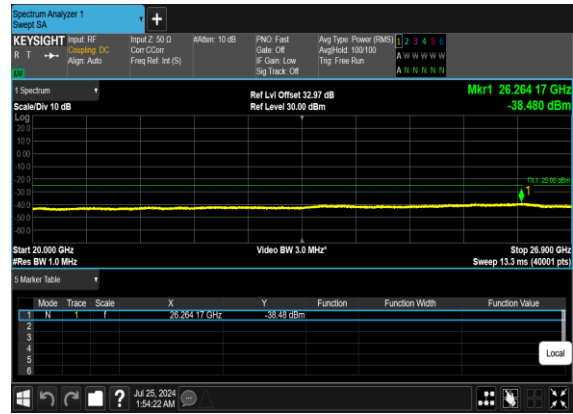 Spectrum Analyzer 1
Swept SA
KEYSIGHT Input: RF Input Z: 50 Ω #Atten: 10 dB PNO: Fast Avg Type: Power (RMS) 1 2 3 4 5 6
R T Coupling: DC Corr CCorr Gate: Off Avg|Hold: 100/100 A W W W W W
Align: Auto Freq Ref: Int (S) IF Gain: Low Trig: Free Run
LW Sig Track: Off A N N N N N
1 Spectrum Ref Lvl Offset 32.97 dB Mkr1 26.264 17 GHz
Scale/Div 10 dB Ref Level 30.00 dBm -38.480 dBm
Log
20.0
10.0
0.00
-10.0
-20.0
DL1 -25.00 dBm
-30.0
1
-40.0
-50.0
-60.0
Start 20.000 GHz Video BW 3.0 MHz* Stop 26.900 GHz
#Res BW 1.0 MHz Sweep 13.3 ms (40001 pts)
5 Marker Table
Mode Trace Scale X Y Function Function Width Function Value
1 N 1 f 26.264 17 GHz -38.48 dBm
2
3
4
5
6
Local
? Jul 25, 2024
1:54:22 AM